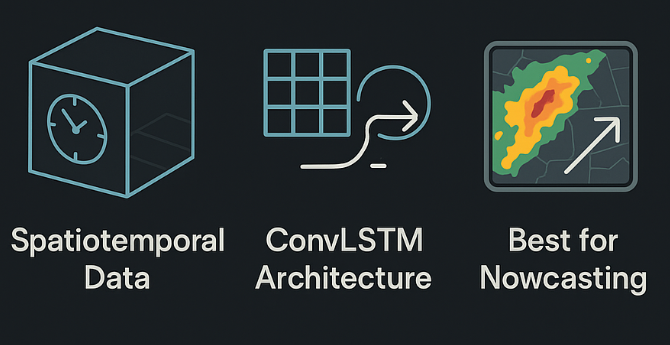 Spatiotemporal
Data
ConvLSTM
Architecture
Best for
Nowcasting